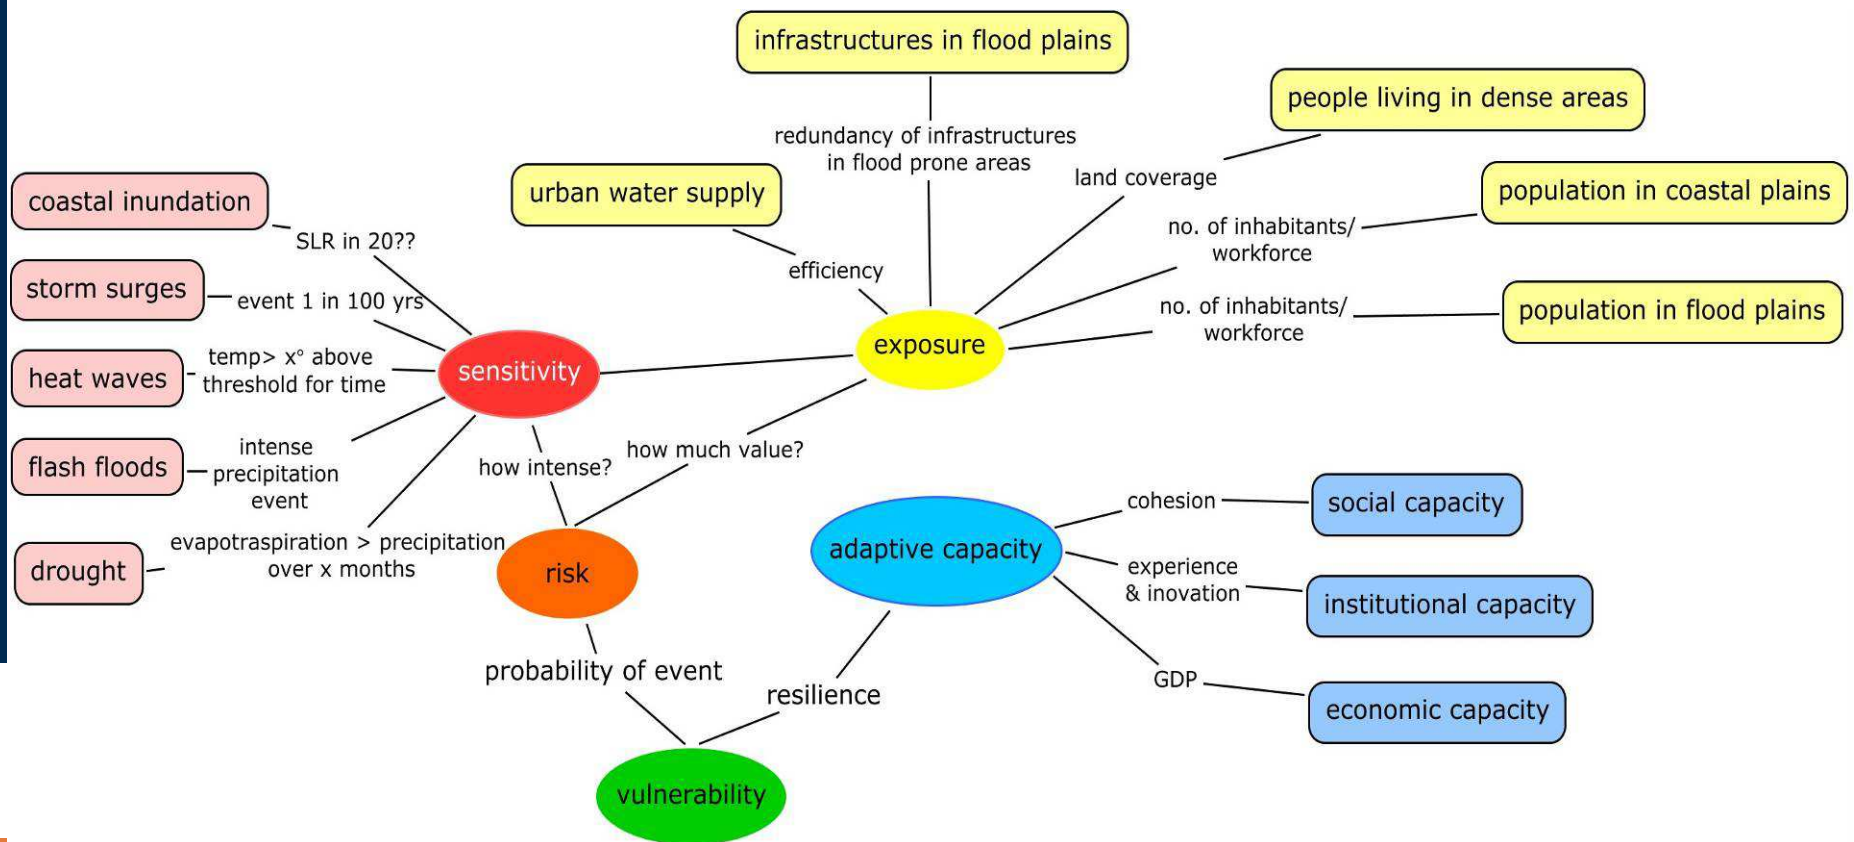 infrastructures in flood plains
people living in dense areas
redundancy of infrastructures
in flood prone areas
land coverage
urban water supply
population in coastal plains
coastal inundation
no. of inhabitants/
workforce
SLR in 20??
efficiency
storm surges
event 1 in 100 yrs
no. of inhabitants/
workforce
population in flood plains
exposure
heat waves
temp> x° above
threshold for time
sensitivity
flash floods
intense
precipitation
event
how intense?
how much value?
cohesion
social capacity
drought
evapotraspiration > precipitation
over x months
risk
adaptive capacity
experience
& inovation
institutional capacity
probability of event
resilience
GDP
economic capacity
vulnerability